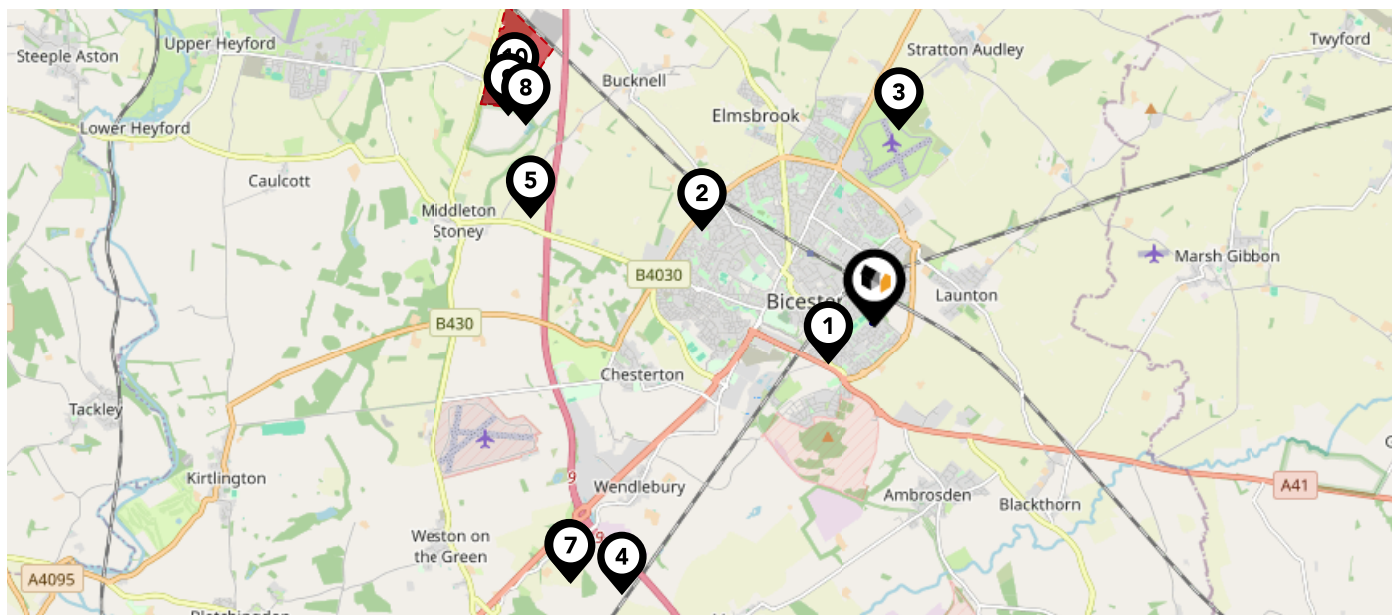 Steeple Aston
Upper Heyford
10
8
Bucknell
Stratton Audley
Twyford
3
Elmsbrook
Lower Heyford
Caulcott
5
2
Middleton
Stoney
B4030
Marsh Gibbon
Launton
Bicester
1
B430
Chesterton
Tackley
Kirtlington
9
Wendlebury
Ambrosden
Blackthorn
A41
Weston on
the Green
7
9
4
A4095